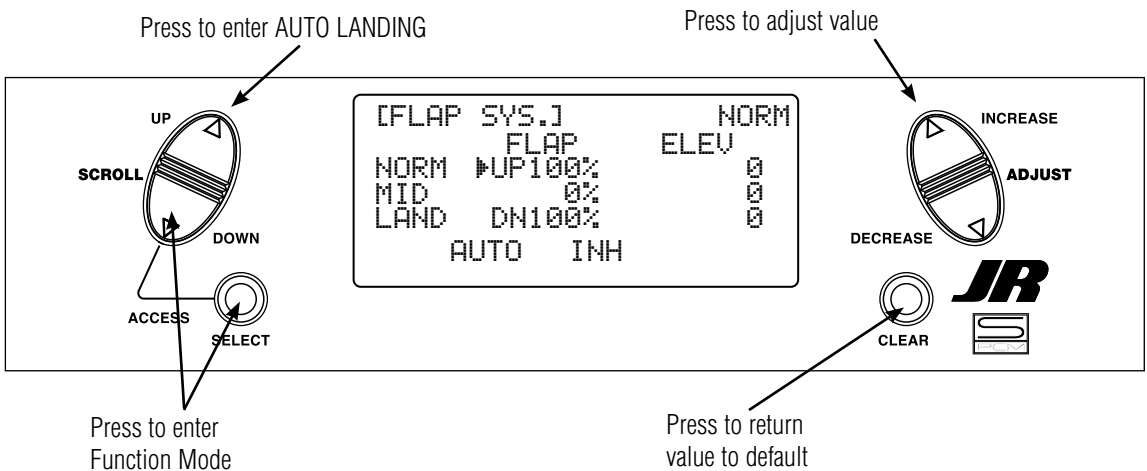 Press to enter AUTO LANDING
Press to adjust value
UP
SCROLL
DOWN
ACCESS
SELECT
[FLAP SYS.] NORM
FLAP ELEV
NORM UP100% 0
MID 0% 0
LAND DN100% 0
AUTO INH
INCREASE
ADJUST
DECREASE
CLEAR
JR
S
PCM
Press to enter
Function Mode
Press to return
value to default